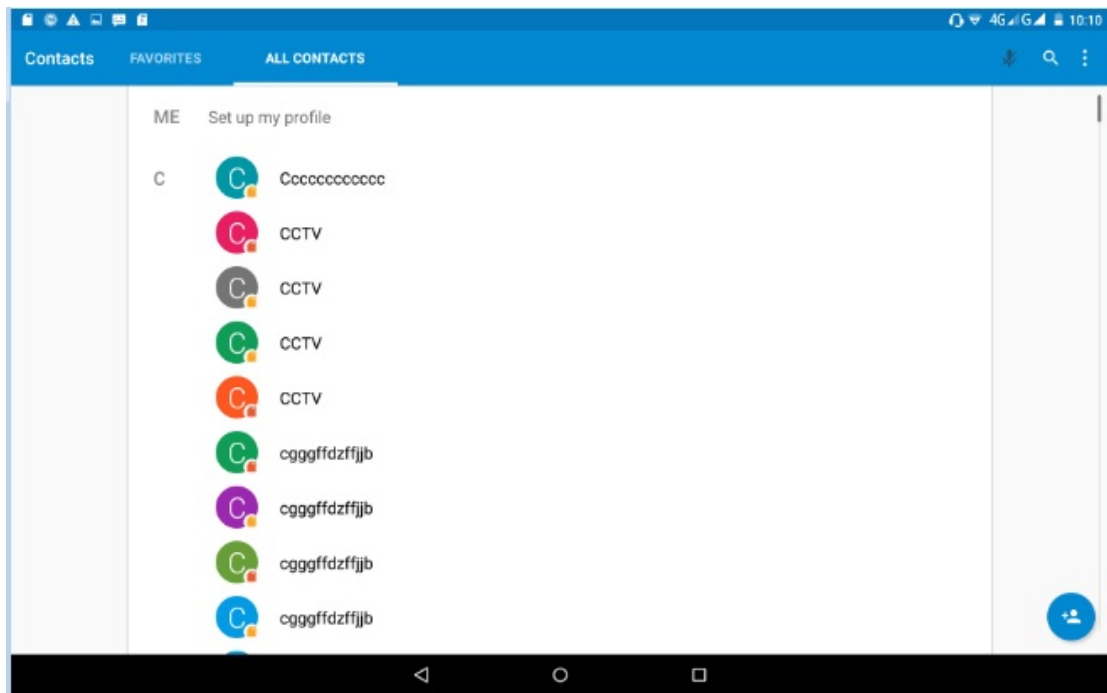 4G G 10:10
Contacts FAVORITES ALL CONTACTS
ME Set up my profile
C C Cccccccccccc
C CCTV
C CCTV
C CCTV
C CCTV
C cgggffdzffjjb
C cgggffdzffjjb
C cgggffdzffjjb
C cgggffdzffjjb